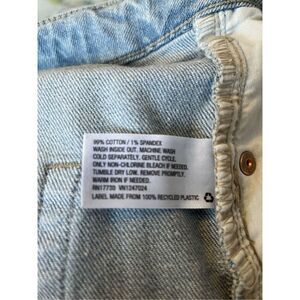 99% COTTON / 1% SPANDEX
WASH INSIDE OUT. MACHINE WASH
COLD SEPARATELY. GENTLE CYCLE.
ONLY NON-CHLORINE BLEACH IF NEEDED.
TUMBLE DRY LOW. REMOVE PROMPTLY.
WARM IRON IF NEEDED.
RN17730 VN1247024
LABEL MADE FROM 100% RECYCLED PLASTIC